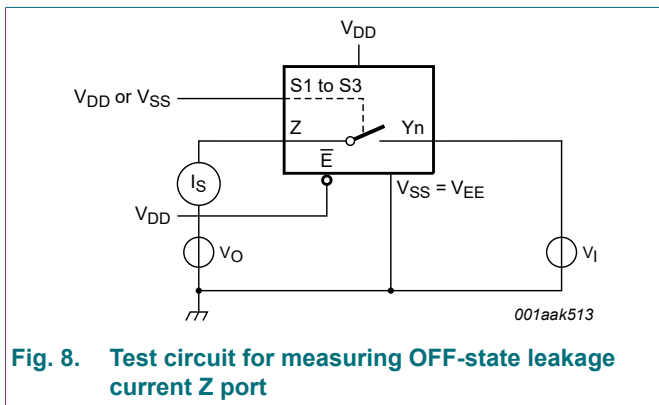 VDD
S1 to S3
VDD or VSS
Z
Yn
E
IS
VSS = VEE
VDD
VO
VI
001aak513
Fig. 8. Test circuit for measuring OFF-state leakage
current Z port